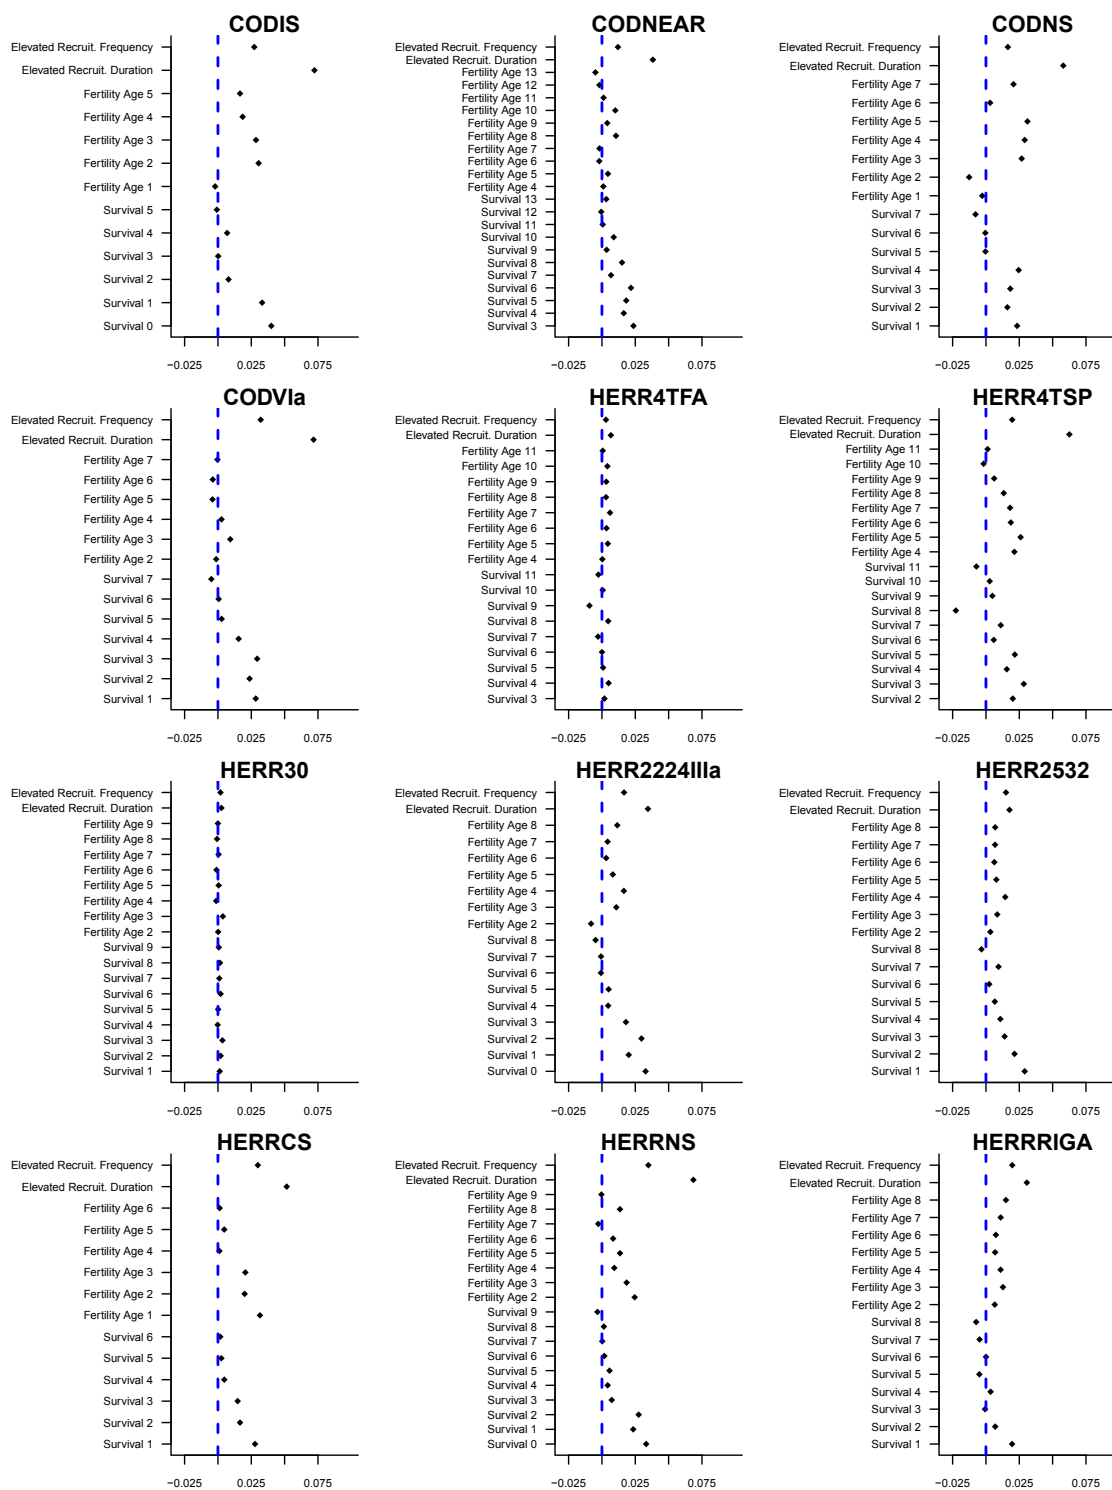 CODIS
Elevated Recruit. Frequency
Elevated Recruit. Duration
Fertility Age 5
Fertility Age 4
Fertility Age 3
Fertility Age 2
Fertility Age 1
Survival 5
Survival 4
Survival 3
Survival 2
Survival 1
Survival 0
−0.025 0.025 0.075
CODNEAR
Elevated Recruit. Frequency
Elevated Recruit. Duration
Fertility Age 13
Fertility Age 12
Fertility Age 11
Fertility Age 10
Fertility Age 9
Fertility Age 8
Fertility Age 7
Fertility Age 6
Fertility Age 5
Fertility Age 4
Survival 13
Survival 12
Survival 11
Survival 10
Survival 9
Survival 8
Survival 7
Survival 6
Survival 5
Survival 4
Survival 3
−0.025 0.025 0.075
CODNS
Elevated Recruit. Frequency
Elevated Recruit. Duration
Fertility Age 7
Fertility Age 6
Fertility Age 5
Fertility Age 4
Fertility Age 3
Fertility Age 2
Fertility Age 1
Survival 7
Survival 6
Survival 5
Survival 4
Survival 3
Survival 2
Survival 1
−0.025 0.025 0.075
CODVIa
Elevated Recruit. Frequency
Elevated Recruit. Duration
Fertility Age 7
Fertility Age 6
Fertility Age 5
Fertility Age 4
Fertility Age 3
Fertility Age 2
Survival 7
Survival 6
Survival 5
Survival 4
Survival 3
Survival 2
Survival 1
−0.025 0.025 0.075
HERR4TFA
Elevated Recruit. Frequency
Elevated Recruit. Duration
Fertility Age 11
Fertility Age 10
Fertility Age 9
Fertility Age 8
Fertility Age 7
Fertility Age 6
Fertility Age 5
Fertility Age 4
Survival 11
Survival 10
Survival 9
Survival 8
Survival 7
Survival 6
Survival 5
Survival 4
Survival 3
−0.025 0.025 0.075
HERR4TSP
Elevated Recruit. Frequency
Elevated Recruit. Duration
Fertility Age 11
Fertility Age 10
Fertility Age 9
Fertility Age 8
Fertility Age 7
Fertility Age 6
Fertility Age 5
Fertility Age 4
Survival 11
Survival 10
Survival 9
Survival 8
Survival 7
Survival 6
Survival 5
Survival 4
Survival 3
Survival 2
−0.025 0.025 0.075
HERR30
Elevated Recruit. Frequency
Elevated Recruit. Duration
Fertility Age 9
Fertility Age 8
Fertility Age 7
Fertility Age 6
Fertility Age 5
Fertility Age 4
Fertility Age 3
Fertility Age 2
Survival 9
Survival 8
Survival 7
Survival 6
Survival 5
Survival 4
Survival 3
Survival 2
Survival 1
−0.025 0.025 0.075
HERR2224IIIa
Elevated Recruit. Frequency
Elevated Recruit. Duration
Fertility Age 8
Fertility Age 7
Fertility Age 6
Fertility Age 5
Fertility Age 4
Fertility Age 3
Fertility Age 2
Survival 8
Survival 7
Survival 6
Survival 5
Survival 4
Survival 3
Survival 2
Survival 1
Survival 0
−0.025 0.025 0.075
HERR2532
Elevated Recruit. Frequency
Elevated Recruit. Duration
Fertility Age 8
Fertility Age 7
Fertility Age 6
Fertility Age 5
Fertility Age 4
Fertility Age 3
Fertility Age 2
Survival 8
Survival 7
Survival 6
Survival 5
Survival 4
Survival 3
Survival 2
Survival 1
−0.025 0.025 0.075
HERRCS
Elevated Recruit. Frequency
Elevated Recruit. Duration
Fertility Age 6
Fertility Age 5
Fertility Age 4
Fertility Age 3
Fertility Age 2
Fertility Age 1
Survival 6
Survival 5
Survival 4
Survival 3
Survival 2
Survival 1
−0.025 0.025 0.075
HERRNS
Elevated Recruit. Frequency
Elevated Recruit. Duration
Fertility Age 9
Fertility Age 8
Fertility Age 7
Fertility Age 6
Fertility Age 5
Fertility Age 4
Fertility Age 3
Fertility Age 2
Survival 9
Survival 8
Survival 7
Survival 6
Survival 5
Survival 4
Survival 3
Survival 2
Survival 1
Survival 0
−0.025 0.025 0.075
HERRRIGA
Elevated Recruit. Frequency
Elevated Recruit. Duration
Fertility Age 8
Fertility Age 7
Fertility Age 6
Fertility Age 5
Fertility Age 4
Fertility Age 3
Fertility Age 2
Survival 8
Survival 7
Survival 6
Survival 5
Survival 4
Survival 3
Survival 2
Survival 1
−0.025 0.025 0.075